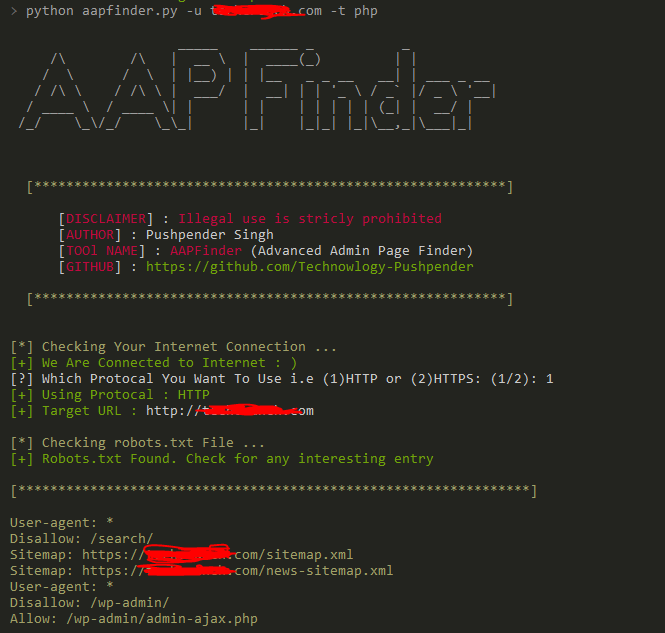 > python aapfinder.py -u .com -t php
AAPFinder
[***********************************************************]
[DISCLAIMER] : Illegal use is stricly prohibited
[AUTHOR] : Pushpender Singh
[TOOl NAME] : AAPFinder (Advanced Admin Page Finder)
[GITHUB] : https://github.com/Technowlogy-Pushpender
[***********************************************************]
[*] Checking Your Internet Connection ...
[+] We Are Connected to Internet : )
[?] Which Protocal You Want To Use i.e (1)HTTP or (2)HTTPS: (1/2): 1
[+] Using Protocal : HTTP
[+] Target URL : http://.com
[*] Checking robots.txt File ...
[+] Robots.txt Found. Check for any interesting entry
[****************************************************************]
User-agent: *
Disallow: /search/
Sitemap: https://.com/sitemap.xml
Sitemap: https://.com/news-sitemap.xml
User-agent: *
Disallow: /wp-admin/
Allow: /wp-admin/admin-ajax.php